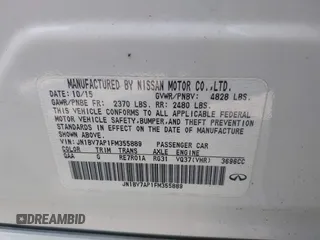 MANUFACTURED BY NISSAN MOTOR CO.,LTD.
10/15 GVWR/PNBV: 4828 LBS.
GAWR/PNBE FR: 2370 LBS. RR: 2480 LBS.
THIS VEHICLE CONFORMS TO ALL APPLICABLE FEDERAL
MOTOR VEHICLE SAFETY, BUMPER, AND THEFT PREVENTION
STANDARDS IN EFFECT ON THE DATE OF MANUFACTURE
SHOWN ABOVE.
JN1BV7AP1FM355889 PASSENGER CAR
COLOR TRIM TRANS AXLE ENGINE
QAA G RE7R01A RG31 VQ37(VHR) 3696CC
JN1BV7AP1FM355889
DREAMBID